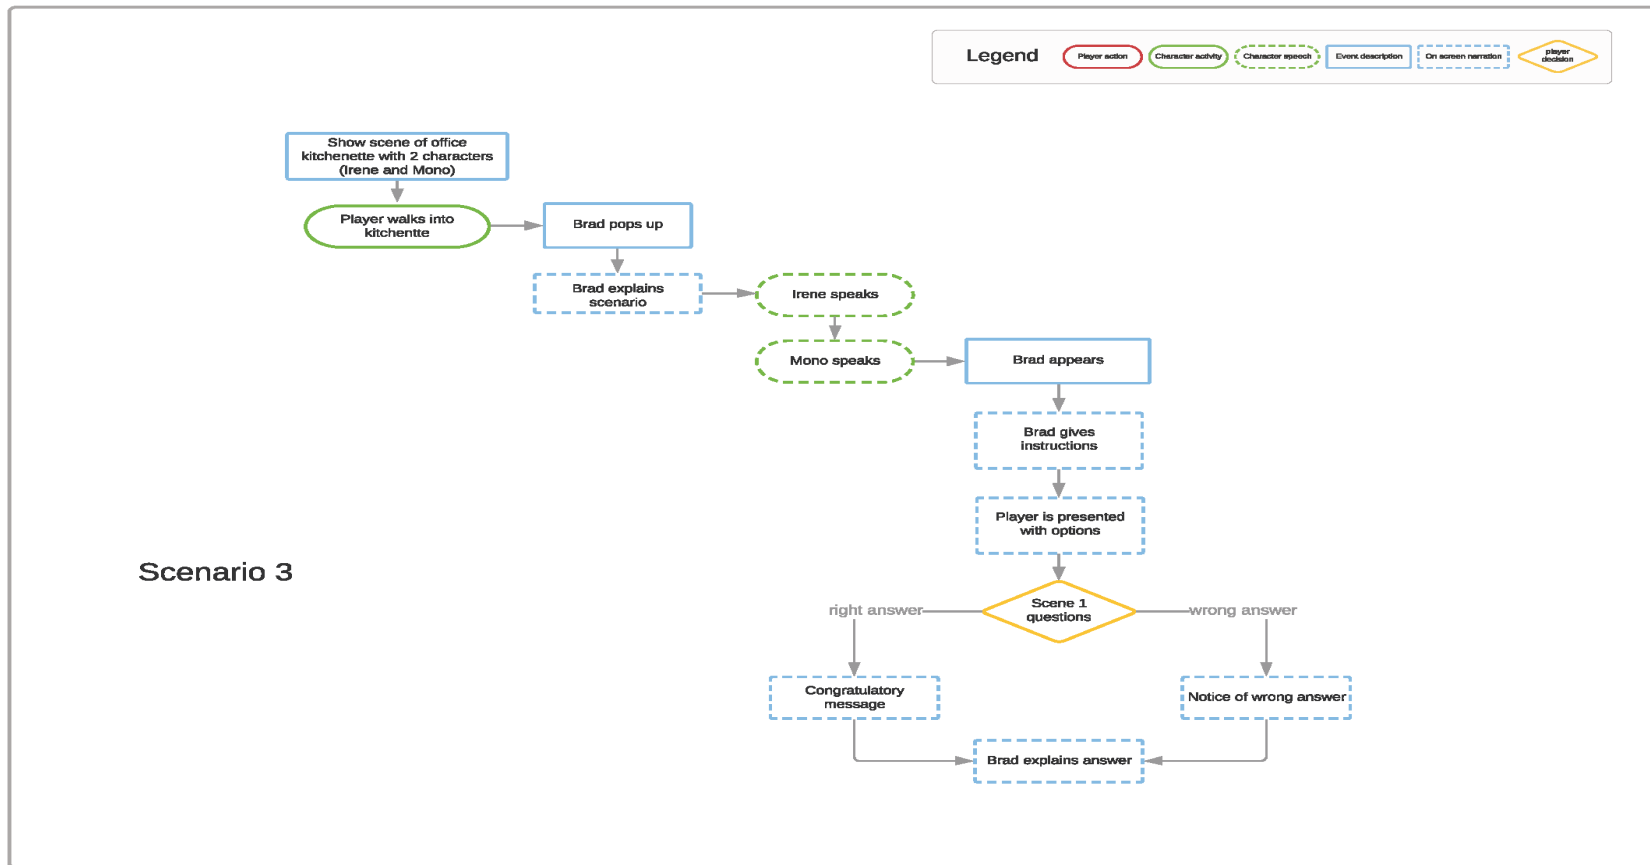 Legend
Player action
Character activity
Character speech
Event description
On screen narration
player
decision
Show scene of office
kitchenette with 2 characters
(Irene and Mono)
Player walks into
kitchentte
Brad pops up
Brad explains
scenario
Irene speaks
Mono speaks
Brad appears
Brad gives
instructions
Player is presented
with options
Scenario 3
right answer
Scene 1
questions
wrong answer
Congratulatory
message
Notice of wrong answer
Brad explains answer